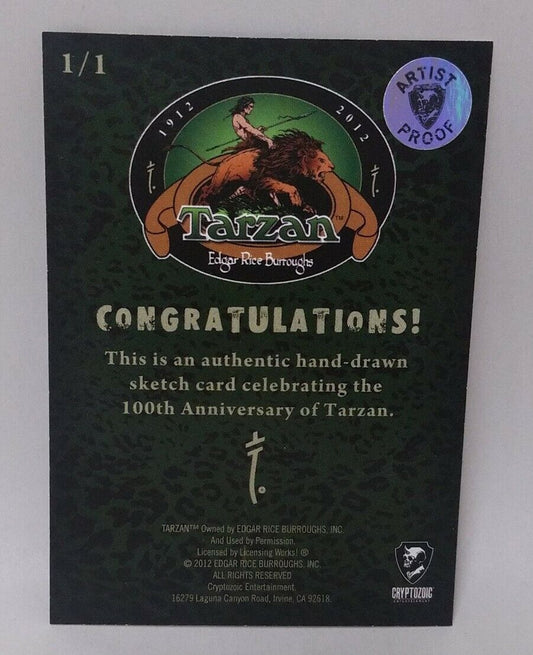 1/1
ARTIST
PROOF
1912
2012
Tarzan™
Edgar Rice Burroughs
CONGRATULATIONS!
This is an authentic hand-drawn
sketch card celebrating the
100th Anniversary of Tarzan.
TARZAN™ Owned by EDGAR RICE BURROUGHS, INC.
And Used by Permission.
Licensed by Licensing Works! ®
© 2012 EDGAR RICE BURROUGHS, INC.
ALL RIGHTS RESERVED
Cryptozoic Entertainment,
16279 Laguna Canyon Road, Irvine, CA 92618.
CRYPTOZOIC
ENTERTAINMENT